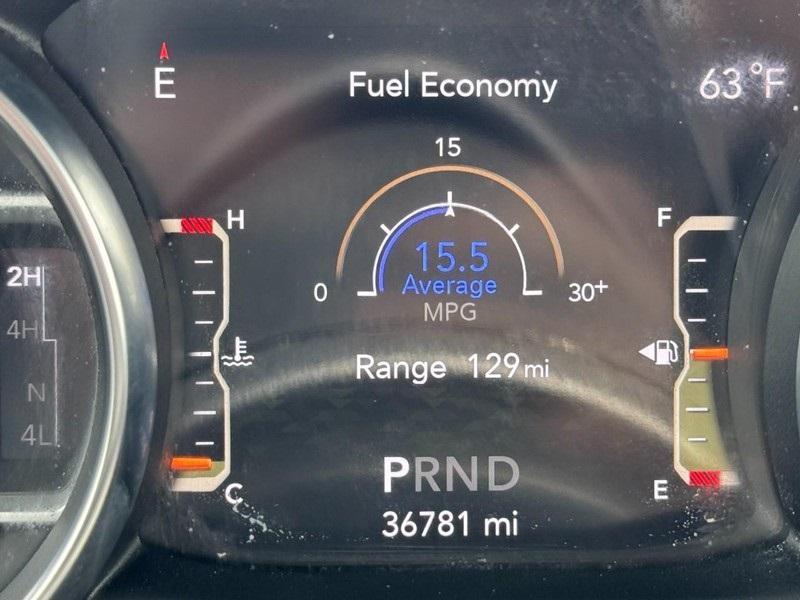 E
Fuel Economy
63°F
15
H
F
2H
15.5
Average
0
30+
MPG
4H
Range 129 mi
N
4L
PRND
C
E
36781 mi